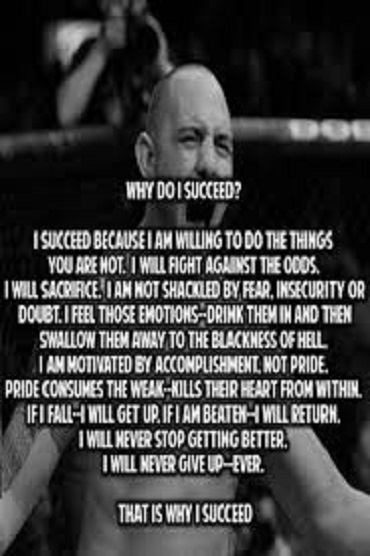 DOD
WHY DO I SUCCEED?
I SUCCEED BECAUSE I AM WILLING TO DO THE THINGS
YOU ARE NOT. I WILL FIGHT AGAINST THE ODDS.
I WILL SACRIFICE. I AM NOT SHACKLED BY FEAR, INSECURITY OR
DOUBT. I FEEL THOSE EMOTIONS--DRINK THEM IN AND THEN
SWALLOW THEM AWAY TO THE BLACKNESS OF HELL.
I AM MOTIVATED BY ACCOMPLISHMENT, NOT PRIDE.
PRIDE CONSUMES THE WEAK--KILLS THEIR HEART FROM WITHIN.
IF I FALL--I WILL GET UP. IF I AM BEATEN--I WILL RETURN.
I WILL NEVER STOP GETTING BETTER.
I WILL NEVER GIVE UP--EVER.
THAT IS WHY I SUCCEED